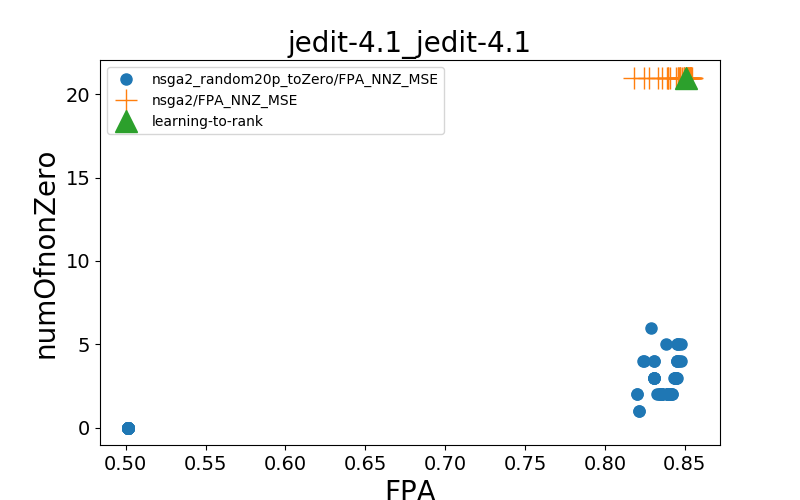 jedit-4.1_jedit-4.1
nsga2_random20p_toZero/FPA_NNZ_MSE
nsga2/FPA_NNZ_MSE
learning-to-rank
numOfnonZero
20
15
10
5
0
0.50 0.55 0.60 0.65 0.70 0.75 0.80 0.85
FPA